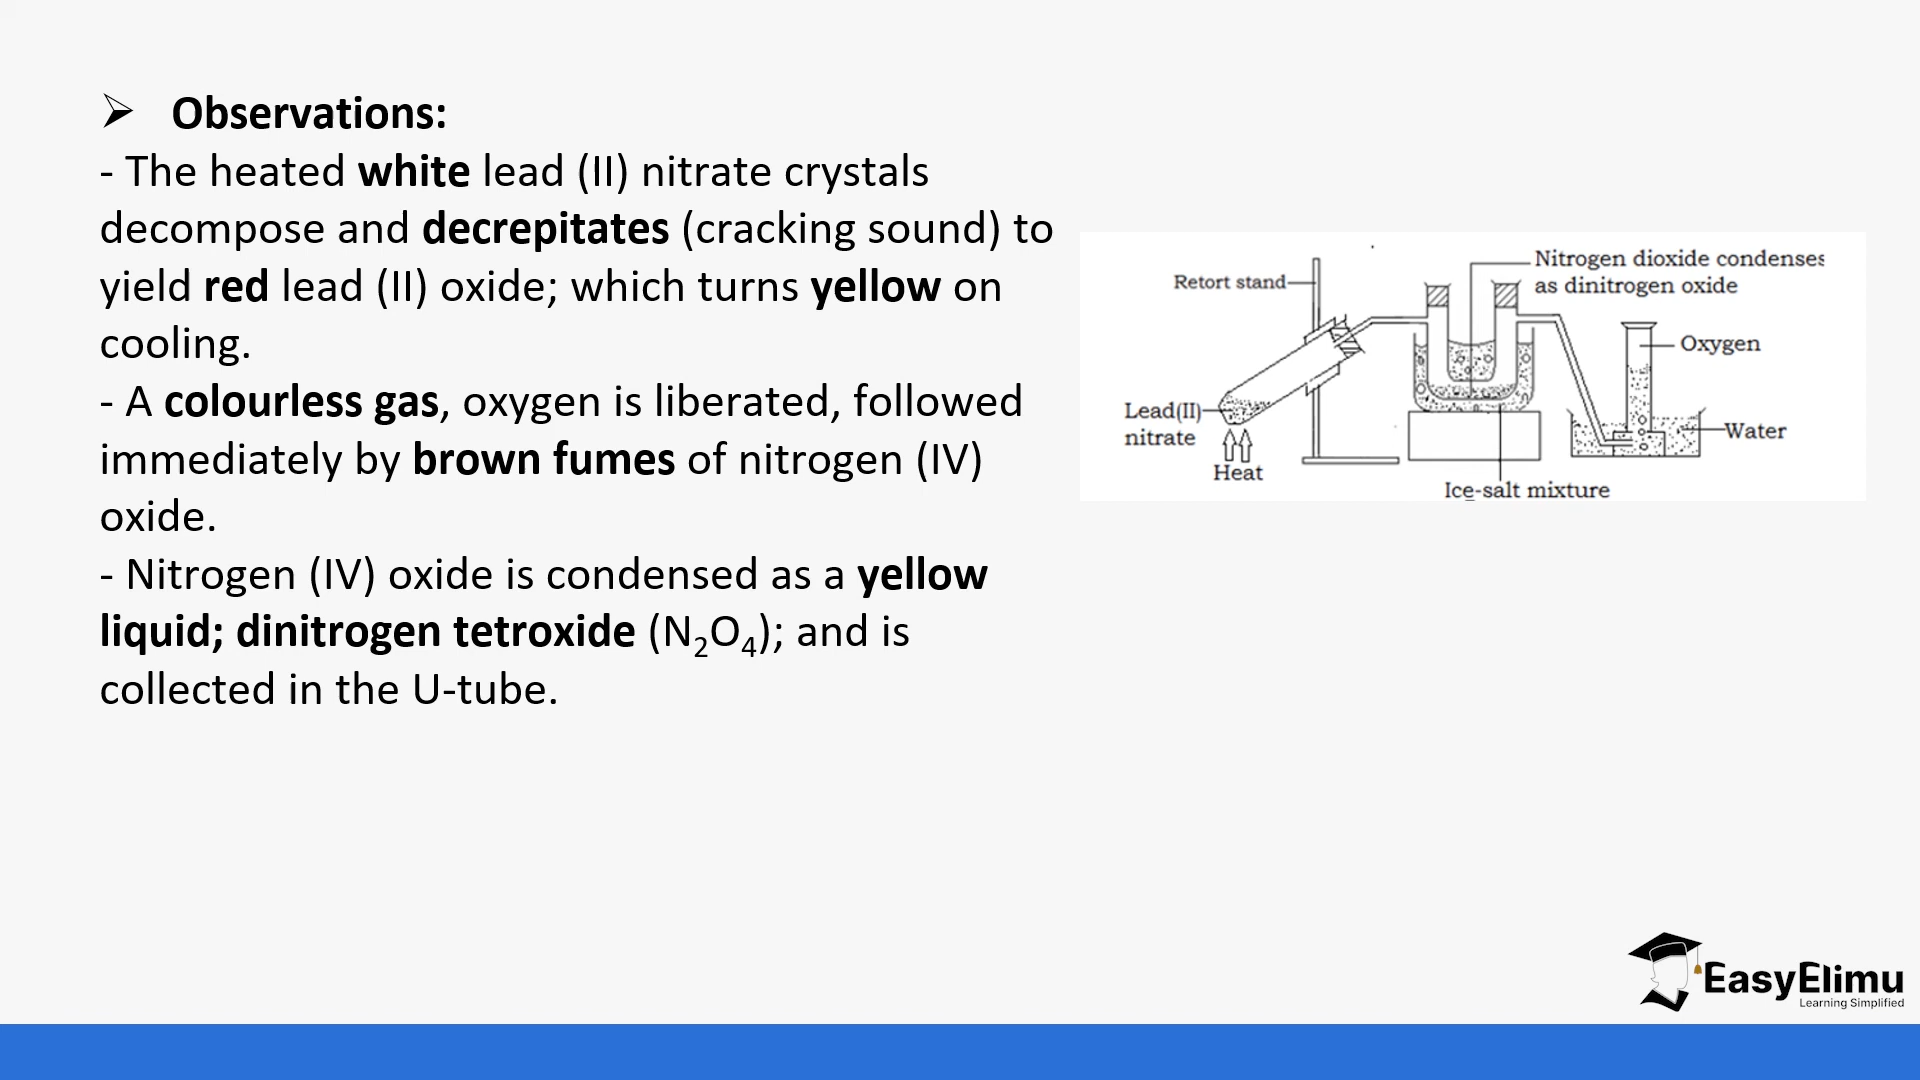 ➢ Observations:
- The heated white lead (II) nitrate crystals
decompose and decrepitates (cracking sound) to
yield red lead (II) oxide; which turns yellow on
cooling.
- A colourless gas, oxygen is liberated, followed
immediately by brown fumes of nitrogen (IV)
oxide.
- Nitrogen (IV) oxide is condensed as a yellow
liquid; dinitrogen tetroxide (N₂O₄); and is
collected in the U-tube.
Nitrogen dioxide condenses
as dinitrogen oxide
Retort stand
Oxygen
Lead(II)
nitrate
Water
Heat
Ice-salt mixture
EasyElimu
Learning Simplified